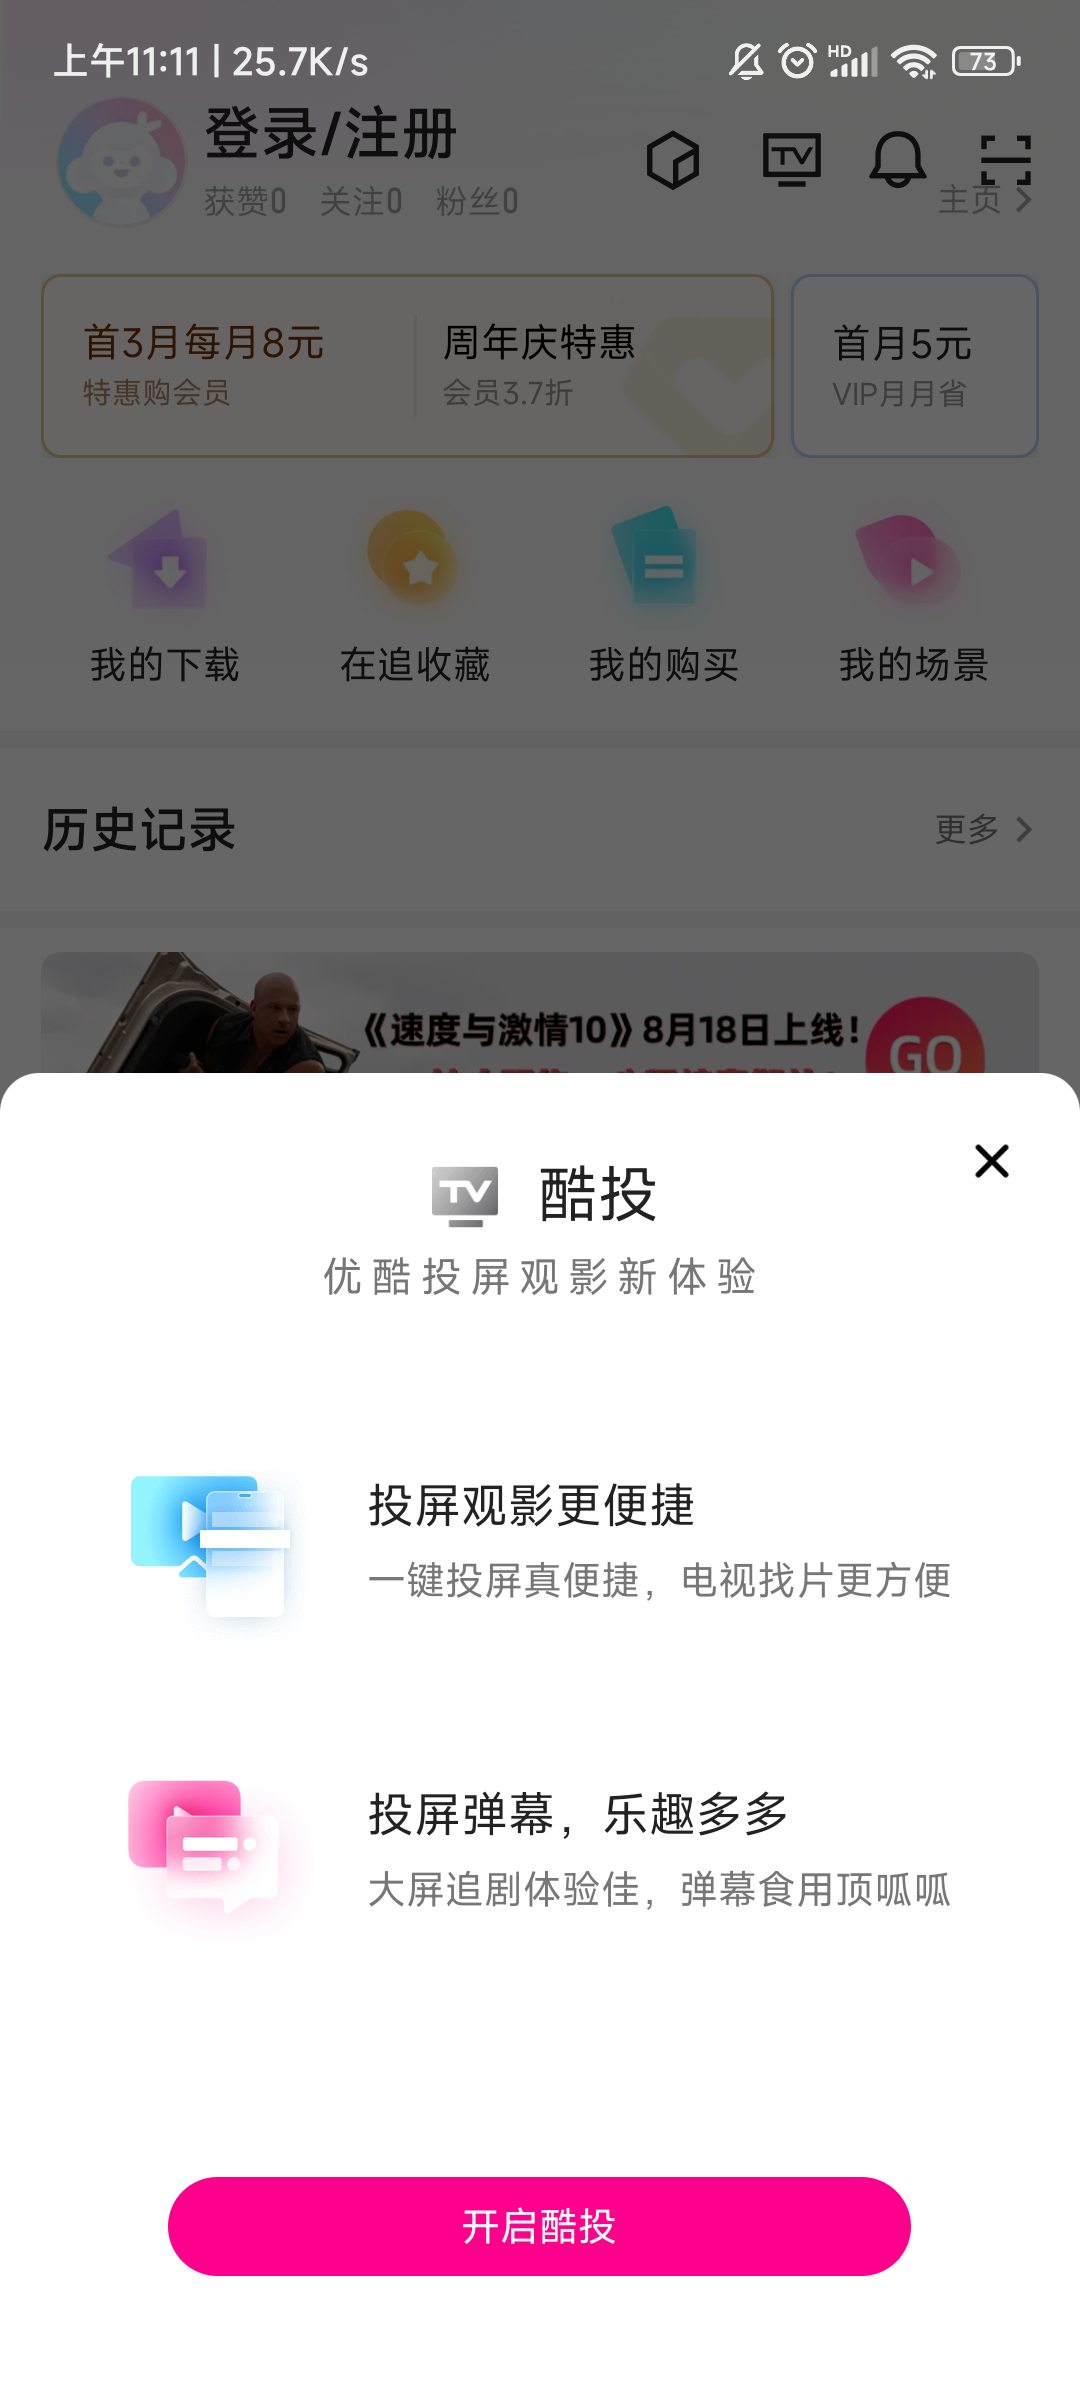 上午11:11 | 25.7K/s
HD
73
登录/注册
TV
获赞0 关注0 粉丝0
主页
首3月每月8元
周年庆特惠
首月5元
特惠购会员
会员3.7折
VIP月月省
我的下载
在追收藏
我的购买
我的场景
历史记录
更多
《速度与激情10》8月18日上线!
GO
TV 酷投
优酷投屏观影新体验
投屏观影更便捷
一键投屏真便捷，电视找片更方便
投屏弹幕，乐趣多多
大屏追剧体验佳，弹幕食用顶呱呱
开启酷投